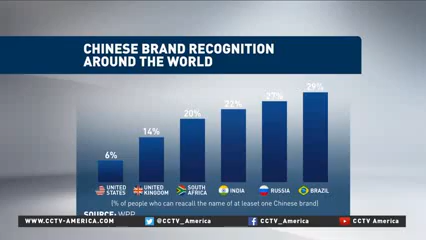 CHINESE BRAND RECOGNITION
AROUND THE WORLD
6%
14%
20%
22%
27%
29%
UNITED STATES
UNITED KINGDOM
SOUTH AFRICA
INDIA
RUSSIA
BRAZIL
(% of people who can reacall the name of at leaset one Chinese brand)
SOURCE: WPP
WWW.CCTV-AMERICA.COM
CCTV_America
CCTV_America
CCTV America